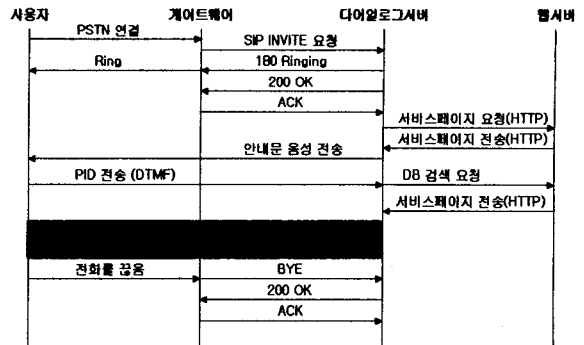 사용자 게이트웨이 다이얼로그서버 웹서버
PSTN 연결
SIP INVITE 요청
Ring 180 Ringing
200 OK
ACK
서비스페이지 요청(HTTP)
서비스페이지 전송(HTTP)
안내문 음성 전송
PID 전송 (DTMF) DB 검색 요청
서비스페이지 전송(HTTP)
전화를 끊음 BYE
200 OK
ACK